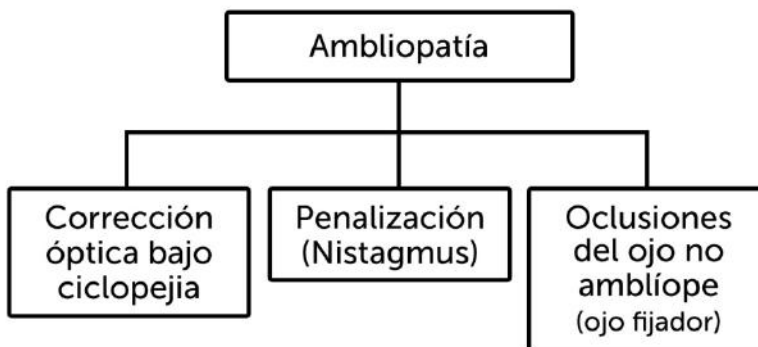 Ambliopatía
Corrección
óptica bajo
ciclopejia
Penalización
(Nistagmus)
Oclusiones
del ojo no
amblíope
(ojo fijador)